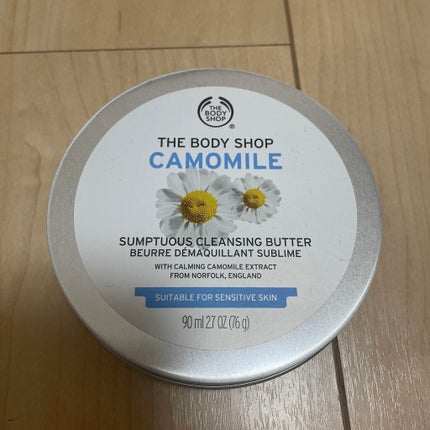 THE
BODY
SHOP
®
THE BODY SHOP
CAMOMILE
SUMPTUOUS CLEANSING BUTTER
BEURRE DÉMAQUILLANT SUBLIME
WITH CALMING CAMOMILE EXTRACT
FROM NORFOLK, ENGLAND
SUITABLE FOR SENSITIVE SKIN
90 ml 2.7 OZ (76 g)